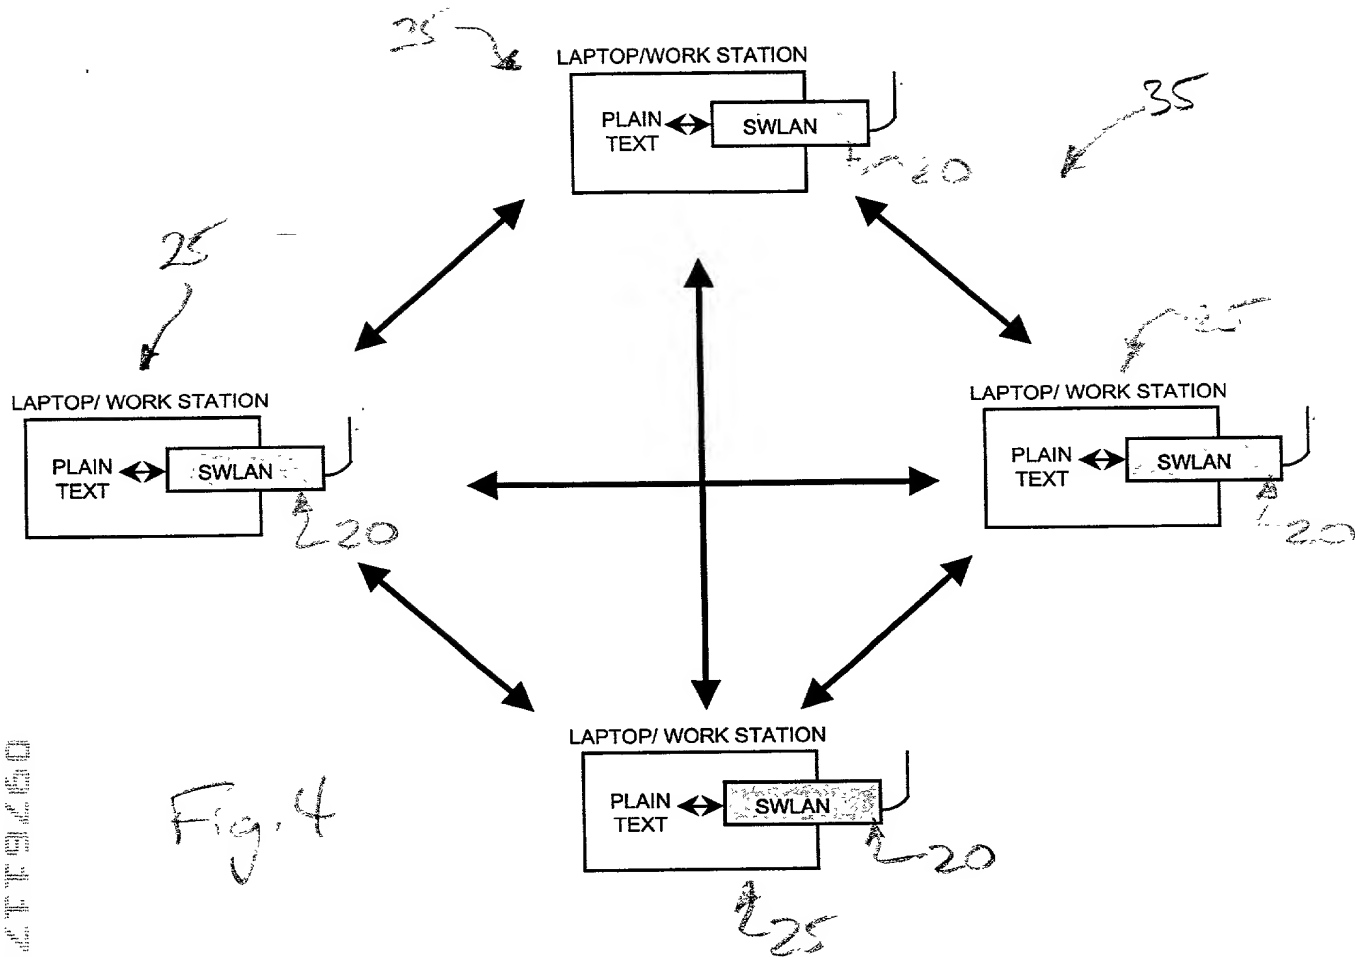 25
LAPTOP/WORK STATION
PLAIN
TEXT
SWLAN
20
35
25
LAPTOP/ WORK STATION
PLAIN
TEXT
SWLAN
20
25
LAPTOP/ WORK STATION
PLAIN
TEXT
SWLAN
20
LAPTOP/ WORK STATION
PLAIN
TEXT
SWLAN
20
25
Fig. 4